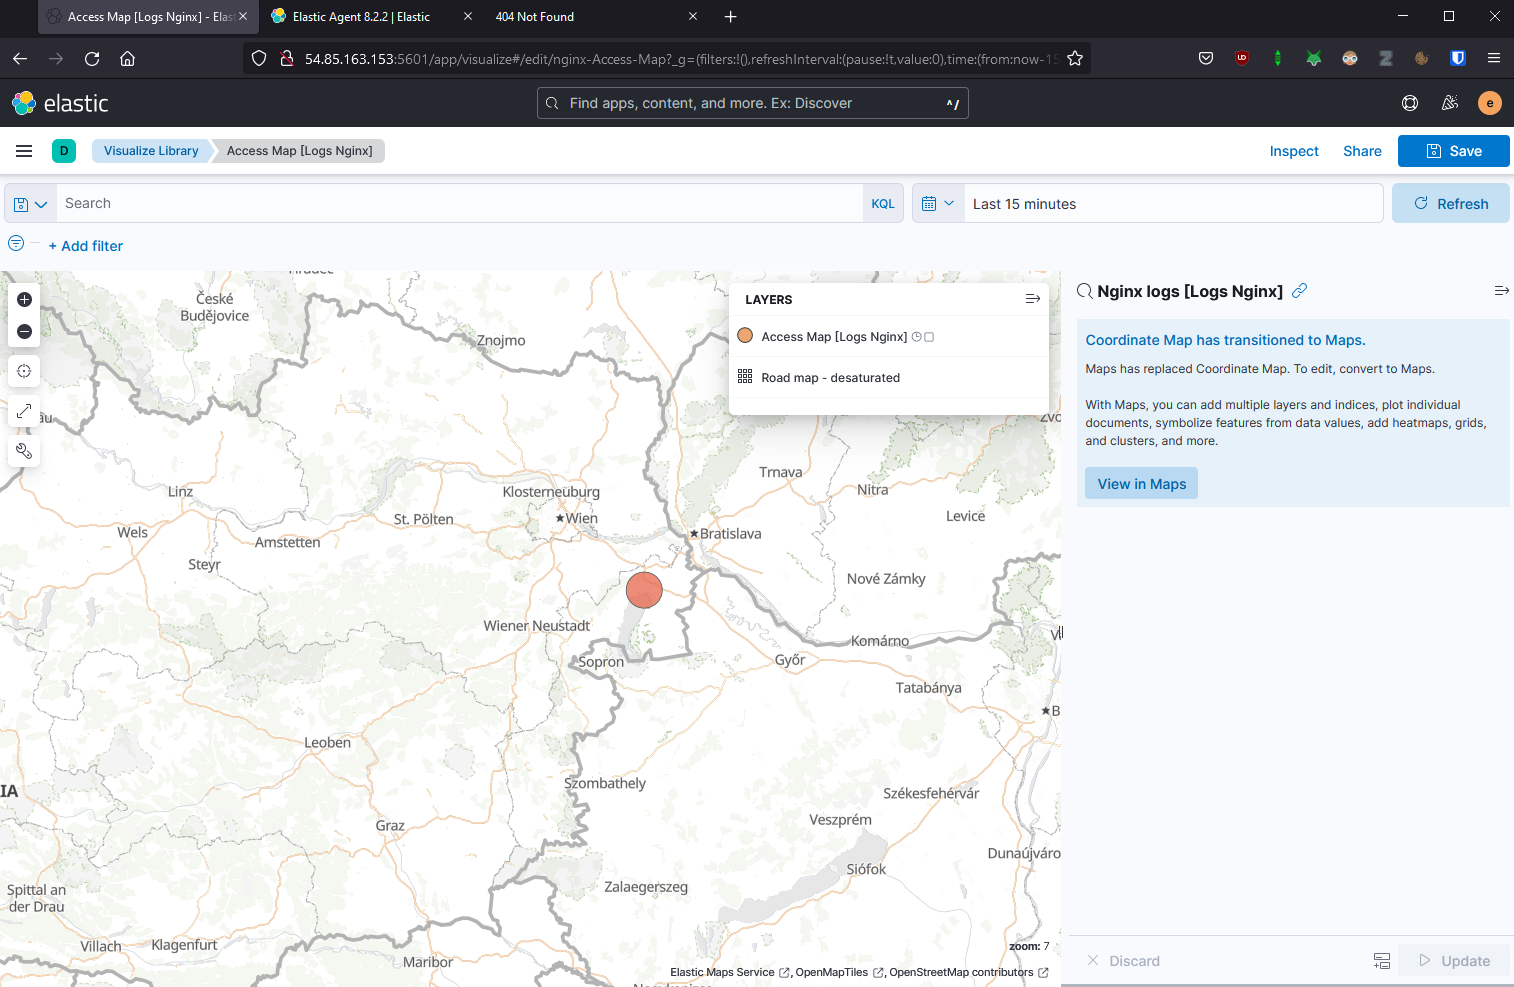 Access Map [Logs Nginx] - Elast
Elastic Agent 8.2.2 | Elastic
404 Not Found
54.85.163.153:5601/app/visualize#/edit/nginx-Access-Map?_g=(filters:!(),refreshInterval:(pause:!t,value:0),time:(from:now-15
elastic
Find apps, content, and more. Ex: Discover
^/
e
D
Visualize Library
Access Map [Logs Nginx]
Inspect
Share
Save
Search
KQL
Last 15 minutes
Refresh
+ Add filter
LAYERS
Access Map [Logs Nginx]
Road map - desaturated
České
Budějovice
Znojmo
au
Zvo
Trnava
Nitra
Levice
Linz
Klosterneuburg
St. Pölten
Wien
Bratislava
Wels
Amstetten
Steyr
Nové Zámky
Wiener Neustadt
Komárno
Sopron
Győr
Tatabánya
B
Leoben
IA
Szombathely
Székesfehérvár
Veszprém
Graz
Dunaújváro
Siófok
Spittal an
der Drau
Zalaegerszeg
Villach
Klagenfurt
Maribor
zoom: 7
Elastic Maps Service , OpenMapTiles , OpenStreetMap contributors
Nginx logs [Logs Nginx]
Coordinate Map has transitioned to Maps.
Maps has replaced Coordinate Map. To edit, convert to Maps.
With Maps, you can add multiple layers and indices, plot individual
documents, symbolize features from data values, add heatmaps, grids,
and clusters, and more.
View in Maps
Discard
Update